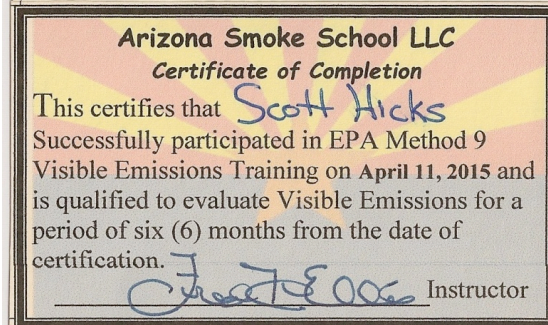 Arizona Smoke School LLC
Certificate of Completion
This certifies that Scott Hicks
Successfully participated in EPA Method 9
Visible Emissions Training on April 11, 2015 and
is qualified to evaluate Visible Emissions for a
period of six (6) months from the date of
certification.
Instructor